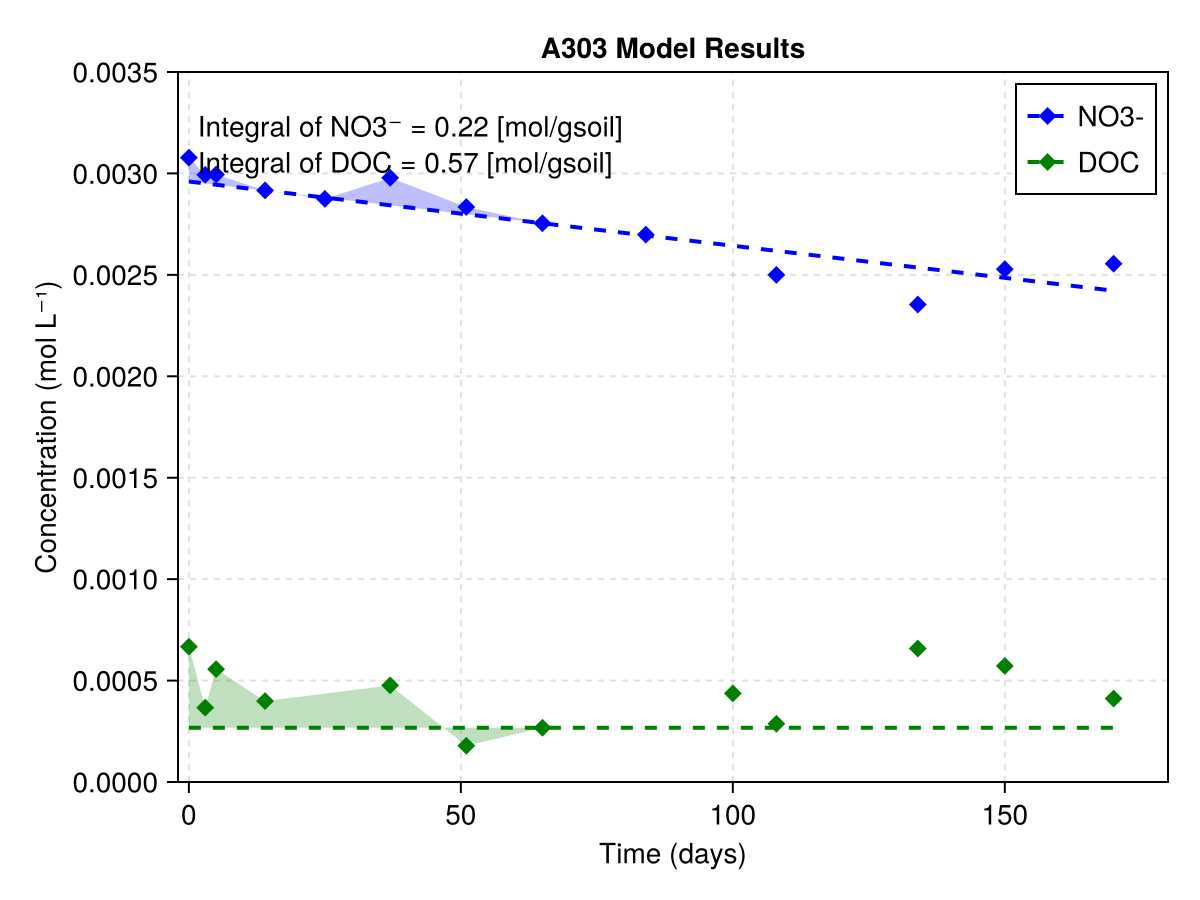 A303 Model Results
0.0035
0.0030
0.0025
0.0020
0.0015
0.0010
0.0005
0.0000
Concentration (mol L⁻¹)
Integral of NO3⁻ = 0.22 [mol/gsoil]
Integral of DOC = 0.57 [mol/gsoil]
NO3-
DOC
0 50 100 150
Time (days)